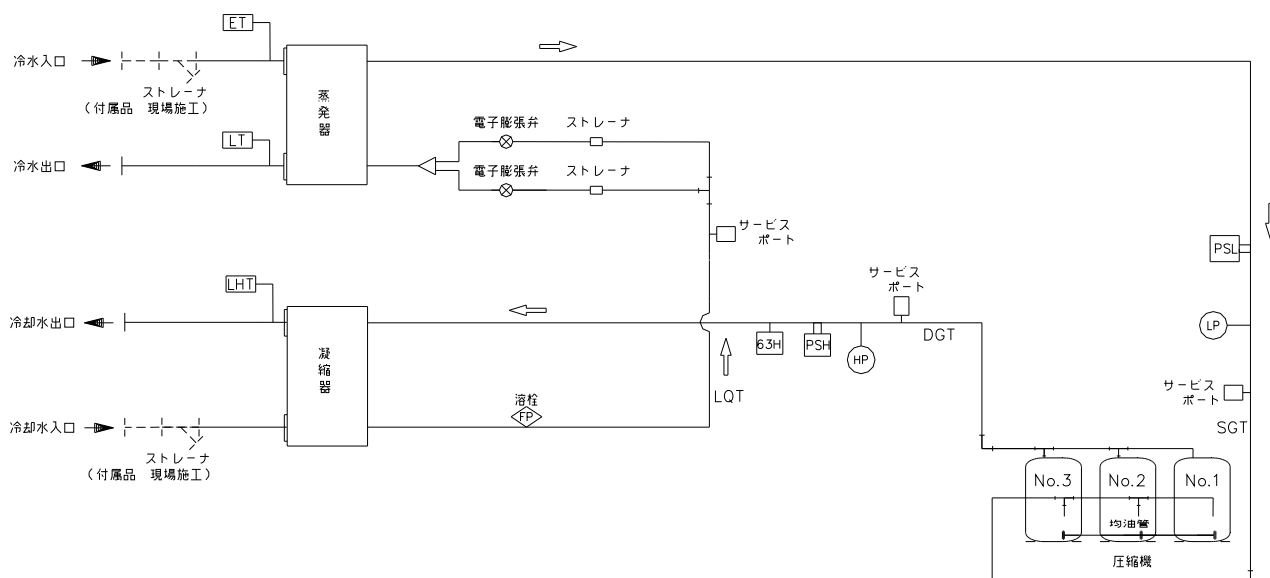 ET
冷水入口
ストレーナ
(付属品　現場施工)
蒸発器
LT
冷水出口
電子膨張弁
ストレーナ
電子膨張弁
ストレーナ
サービス
ポート
PSL
LHT
サービス
ポート
冷却水出口
LP
63H
PSH
HP
DGT
凝縮器
LQT
サービス
ポート
溶栓
FP
冷却水入口
SGT
ストレーナ
(付属品　現場施工)
No.3
No.2
No.1
均油管
圧縮機